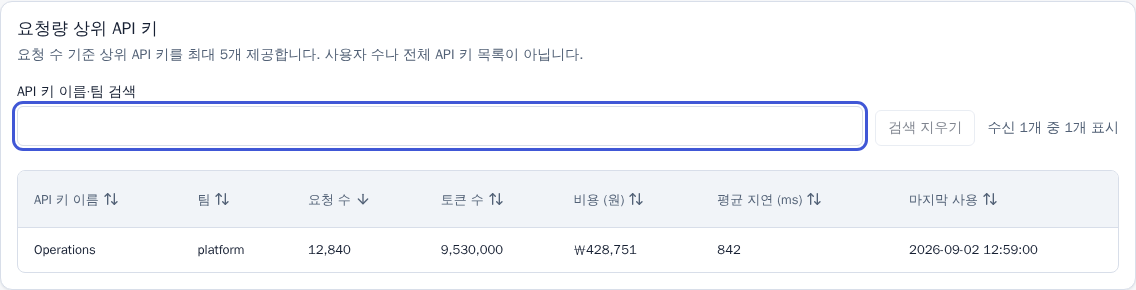 요청량 상위 API 키
요청 수 기준 상위 API 키를 최대 5개 제공합니다. 사용자 수나 전체 API 키 목록이 아닙니다.
API 키 이름·팀 검색
검색 지우기 수신 1개 중 1개 표시
API 키 이름 팀 요청 수 토큰 수 비용 (원) 평균 지연 (ms) 마지막 사용
Operations platform 12,840 9,530,000 ₩428,751 842 2026-09-02 12:59:00